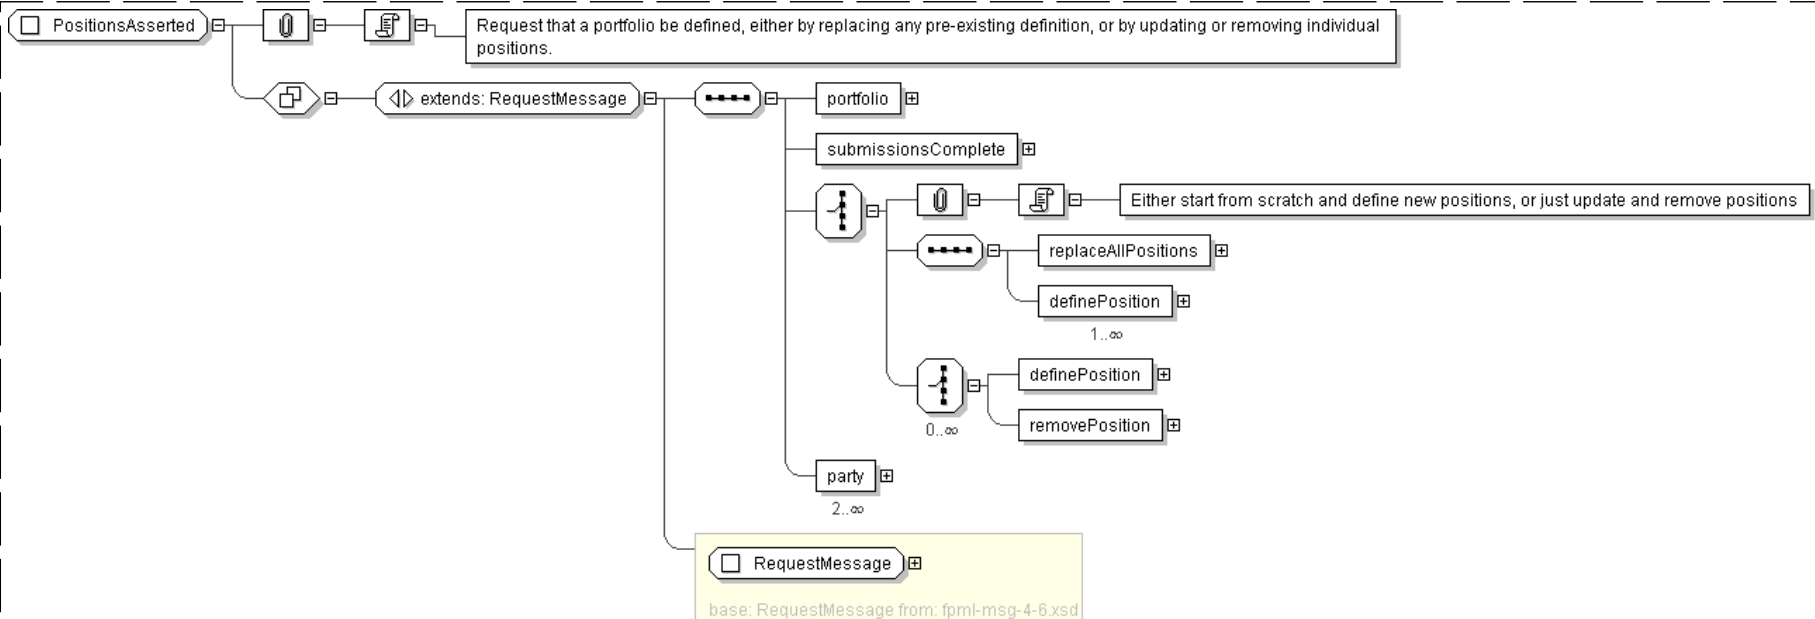 PositionsAsserted
Request that a portfolio be defined, either by replacing any pre-existing definition, or by updating or removing individual
positions.
extends: RequestMessage
portfolio
submissionsComplete
Either start from scratch and define new positions, or just update and remove positions
replaceAllPositions
definePosition
1..∞
definePosition
removePosition
0..∞
party
2..∞
RequestMessage
base: RequestMessage from: fpml-msg-4-6.xsd